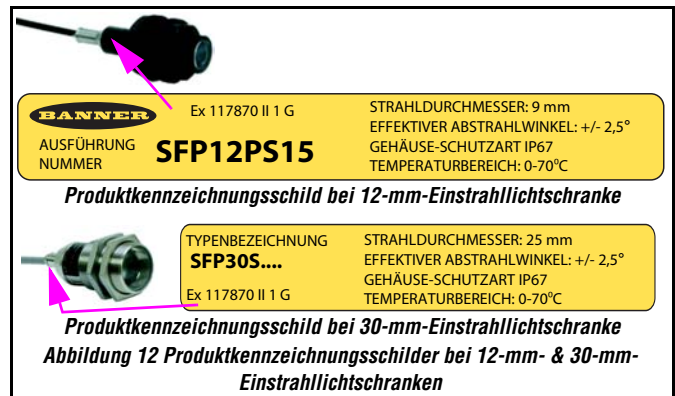 BANNER
Ex 117870 II 1 G
AUSFÜHRUNG
NUMMER
SFP12PS15
STRAHLDURCHMESSER: 9 mm
EFFEKTIVER ABSTRAHLWINKEL: +/- 2,5°
GEHÄUSE-SCHUTZART IP67
TEMPERATURBEREICH: 0-70°C
Produktkennzeichnungsschild bei 12-mm-Einstrahllichtschranke
TYPENBEZEICHNUNG
SFP30S....
Ex 117870 II 1 G
STRAHLDURCHMESSER: 25 mm
EFFEKTIVER ABSTRAHLWINKEL: +/- 2,5°
GEHÄUSE-SCHUTZART IP67
TEMPERATURBEREICH: 0-70°C
Produktkennzeichnungsschild bei 30-mm-Einstrahllichtschranke
Abbildung 12 Produktkennzeichnungsschilder bei 12-mm- & 30-mm-
Einstrahllichtschranken